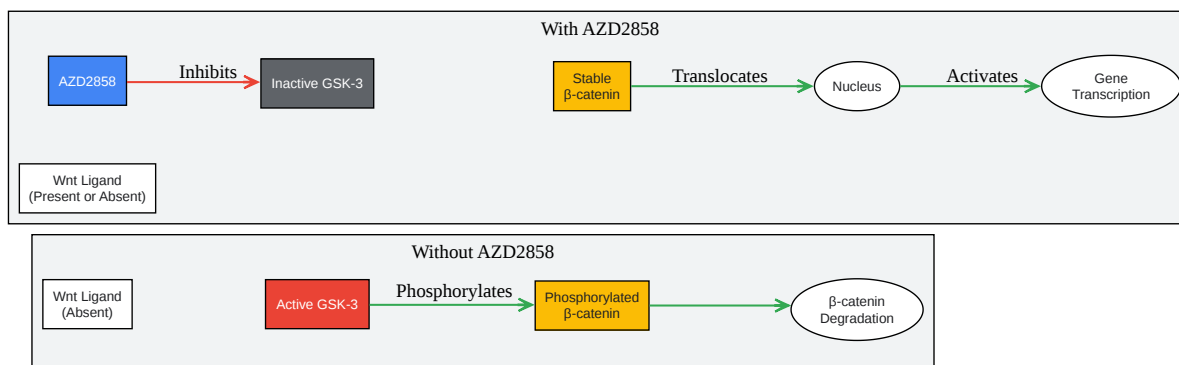 With AZD2858
AZD2858
Inhibits
Inactive GSK-3
Stable
β-catenin
Translocates
Nucleus
Activates
Gene
Transcription
Wnt Ligand
(Present or Absent)
Without AZD2858
Wnt Ligand
(Absent)
Active GSK-3
Phosphorylates
Phosphorylated
β-catenin
β-catenin
Degradation